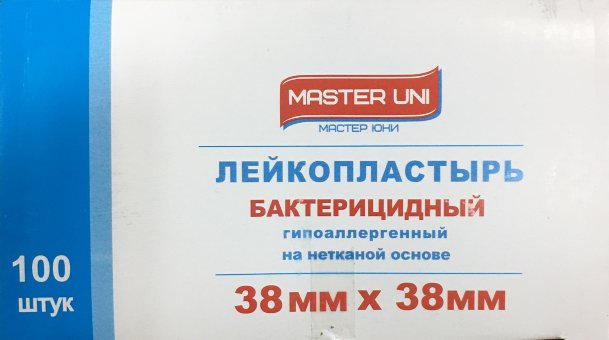 MASTER UNI
МАСТЕР ЮНИ
ЛЕЙКОПЛАСТЫРЬ
БАКТЕРИЦИДНЫЙ
гипоаллергенный
на нетканой основе
38мм x 38мм
100
штук